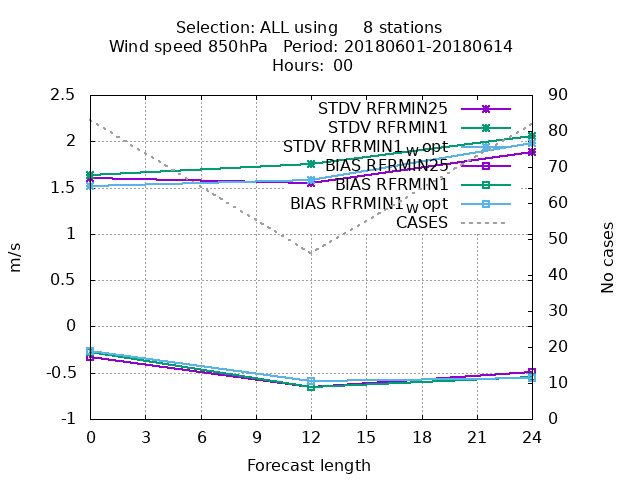 Selection: ALL using     8 stations
Wind speed 850hPa   Period: 20180601-20180614
Hours:  00
2.5
2
1.5
1
0.5
0
-0.5
-1
90
80
70
60
50
40
30
20
10
0
m/s
No cases
STDV RFRMIN25
STDV RFRMIN1
STDV RFRMIN1_W opt
BIAS RFRMIN25
BIAS RFRMIN1
BIAS RFRMIN1_W opt
CASES
0 3 6 9 12 15 18 21 24
Forecast length